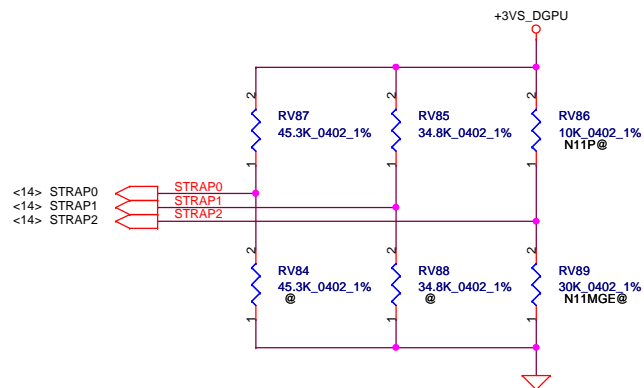 +3VS_DGPU
2 2 2
RV87 RV85 RV86
45.3K_0402_1% 34.8K_0402_1% 10K_0402_1%
N11P@
1 1 1
<14> STRAP0 STRAP0
<14> STRAP1 STRAP1
<14> STRAP2 STRAP2
2 2 2
RV84 RV88 RV89
45.3K_0402_1% 34.8K_0402_1% 30K_0402_1%
@ @ N11MGE@
1 1 1